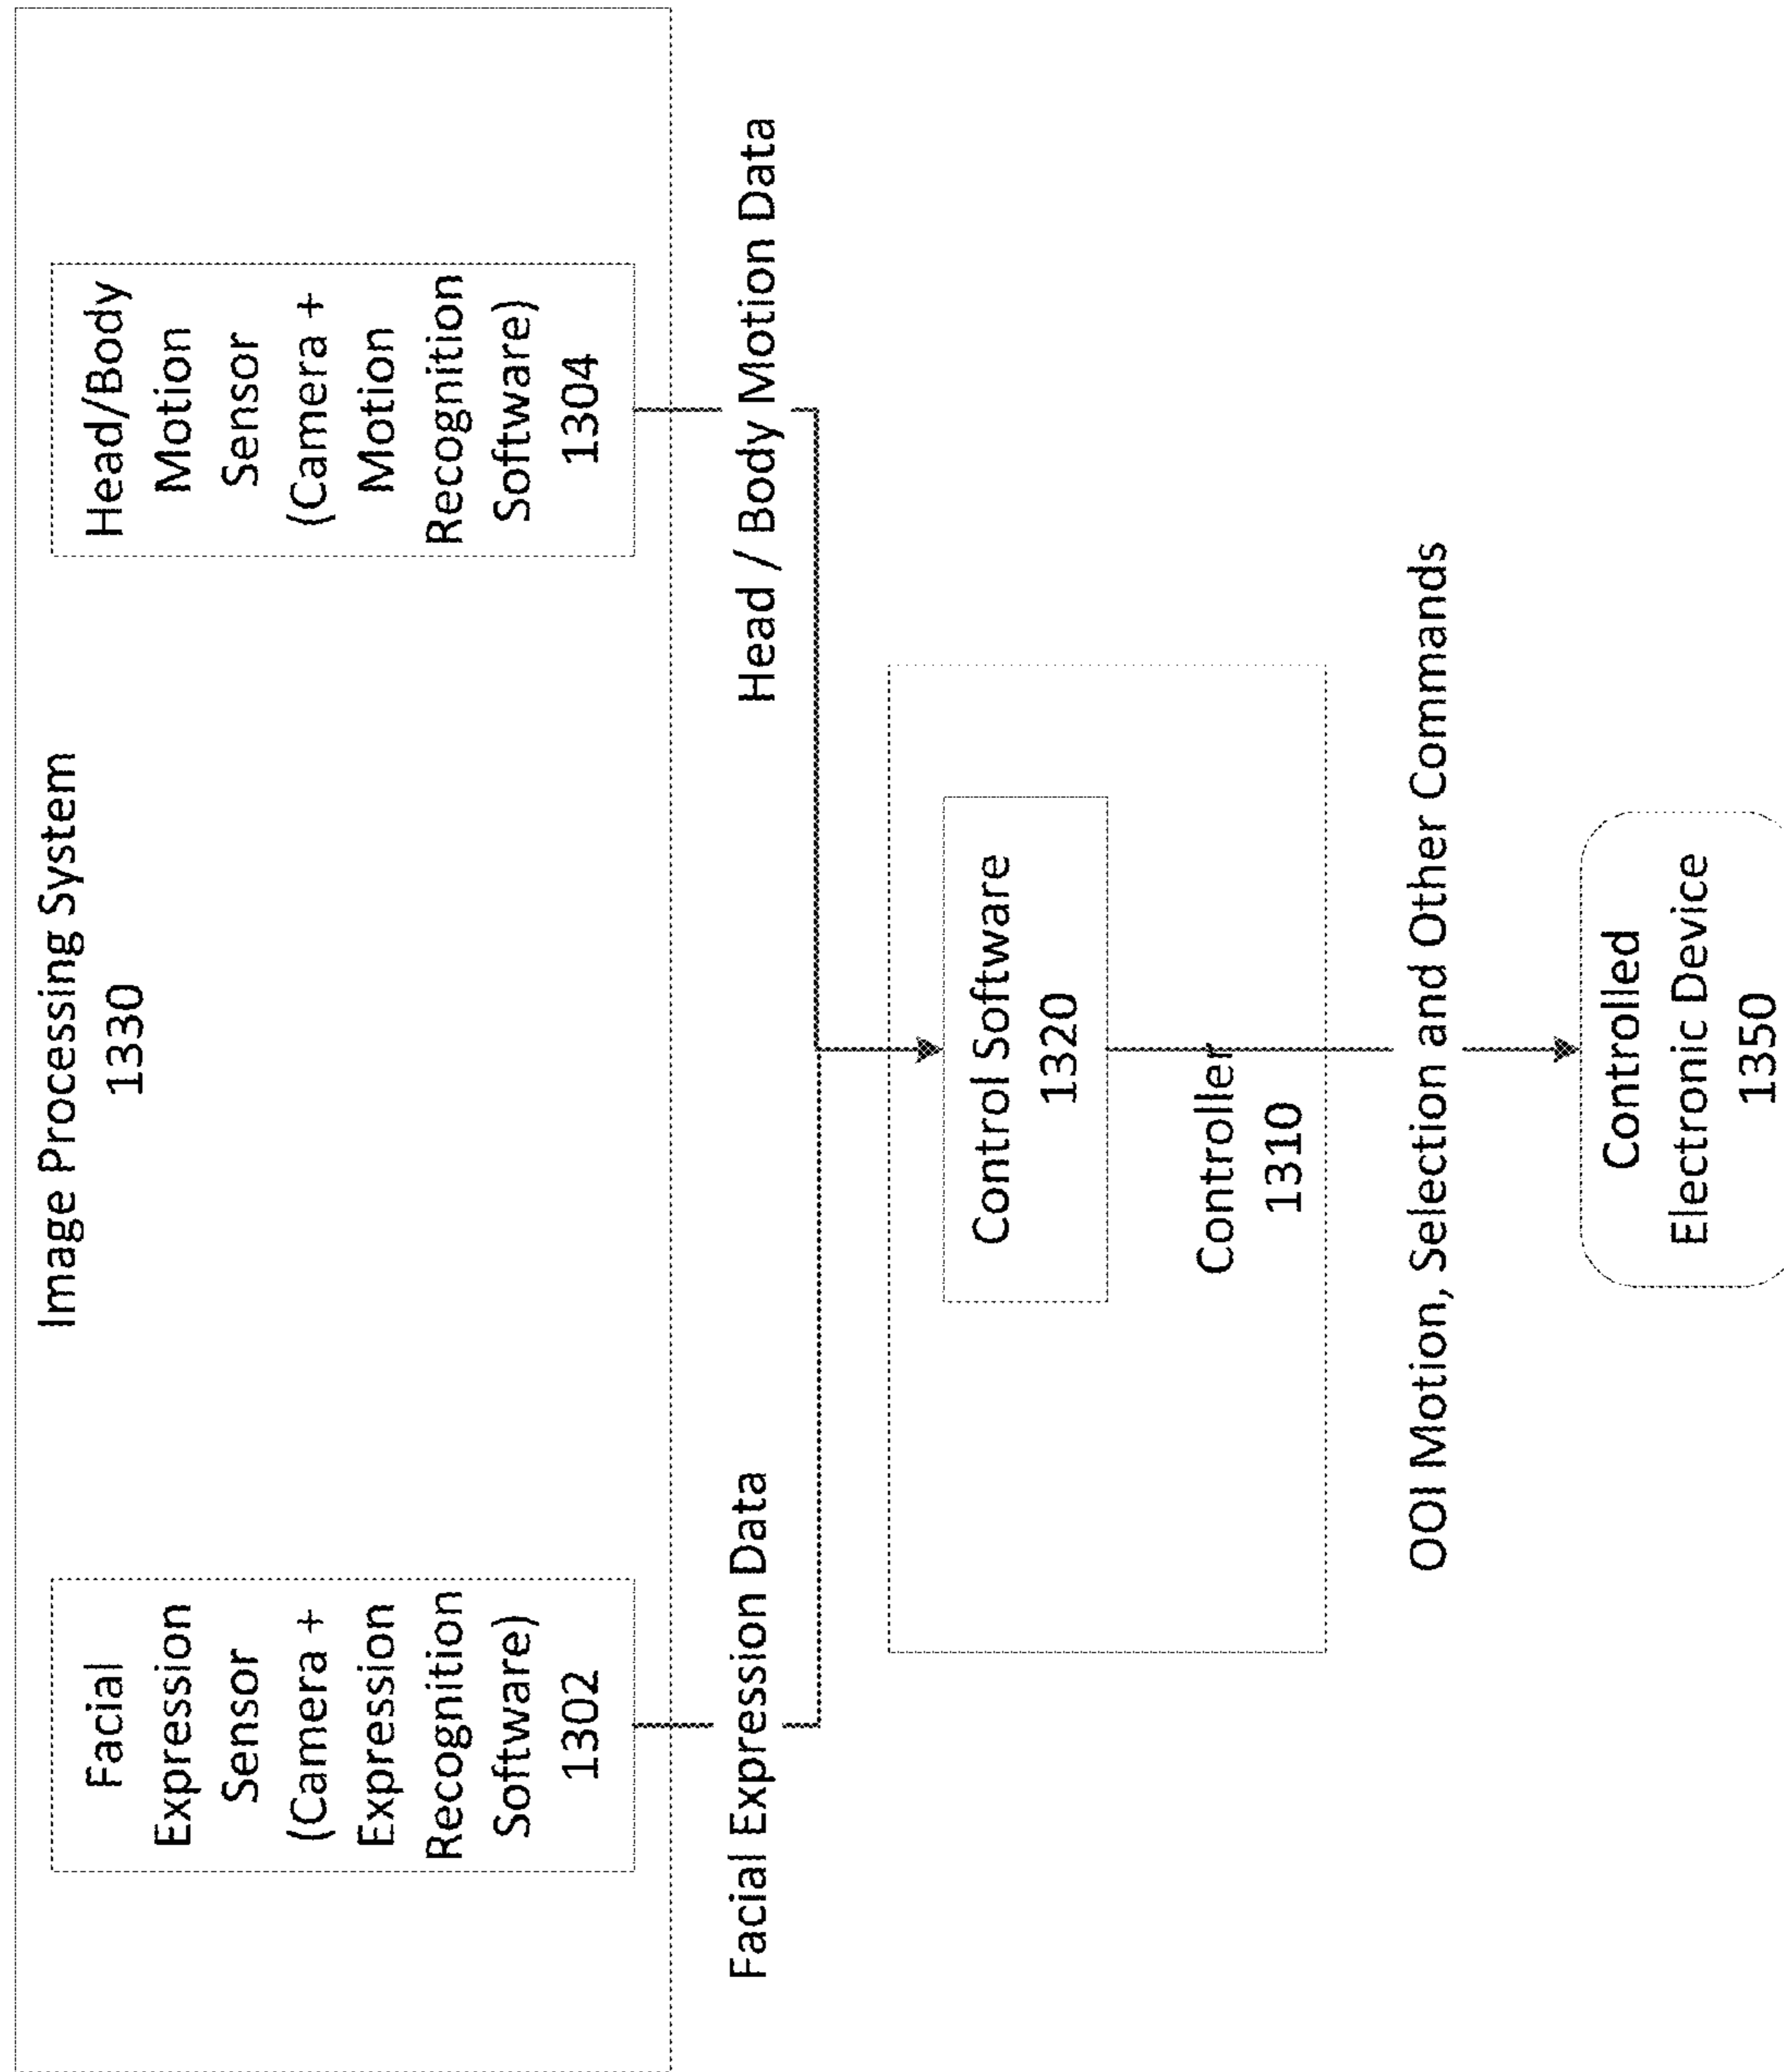 Image Processing System
1330
Facial
Expression
Sensor
(Camera +
Expression
Recognition
Software)
1302
Head/Body
Motion
Sensor
(Camera +
Motion
Recognition
Software)
1304
Facial Expression Data
Head / Body Motion Data
Control Software
1320
Controller
1310
OOI Motion, Selection and Other Commands
Controlled
Electronic Device
1350